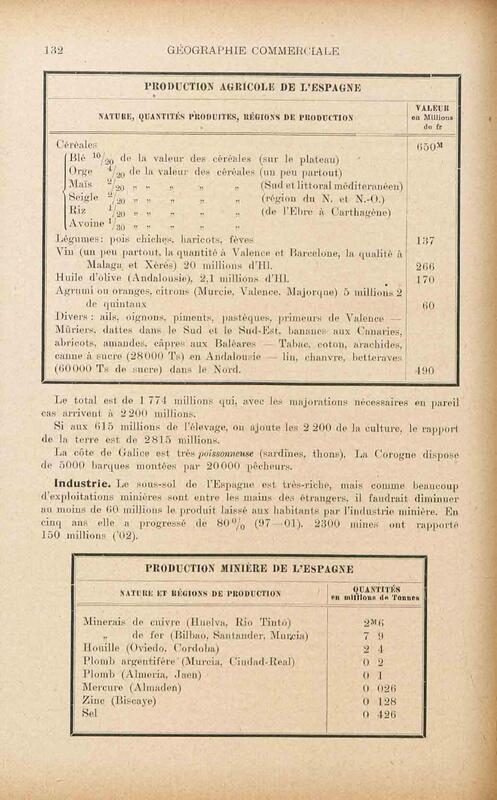 132 GÉOGRAPHIE COMMERCIALE
PRODUCTION AGRICOLE DE L'ESPAGNE
NATURE, QUANTITÉS PRODUITES, RÉGIONS DE PRODUCTION
VALEUR
en Millions
de fr
Céréales 650M
Blé 10/20 de la valeur des céréales (sur le plateau)
Orge 4/20 de la valeur des céréales (un peu partout)
Maïs 2/20 „ „ „ „ „ (Sud et littoral méditeranéen)
Seigle 2/20 „ „ „ „ „ (région du N. et N.-O.)
Riz 1/20 „ „ „ „ „ (de l'Ebre à Carthagène)
Avoine 1/30 „ „ „ „ „
Légumes: pois chiches, haricots, fèves 137
Vin (un peu partout, la quantité à Valence et Barcelone, la qualité à
Malaga et Xérès) 20 millions d'Hl. 266
Huile d'olive (Andalousie), 2,1 millions d'Hl. 170
Agrumi ou oranges, citrons (Murcie, Valence, Majorque) 5 millions 2
de quintaux 60
Divers : ails, oignons, piments, pastèques, primeurs de Valence —
Mûriers, dattes dans le Sud et le Sud-Est, bananes aux Canaries,
abricots, amandes, câpres aux Baléares — Tabac, coton, arachides,
canne à sucre (28000 Ts) en Andalousie — lin, chanvre, betteraves
(60000 Ts de sucre) dans le Nord. 490
Le total est de 1 774 millions qui, avec les majorations nécessaires en pareil
cas arrivent à 2 200 millions.
Si aux 615 millions de l'élevage, on ajoute les 2 200 de la culture, le rapport
de la terre est de 2 815 millions.
La côte de Galice est très poissonneuse (sardines, thons). La Corogne dispose
de 5000 barques montées par 20 000 pêcheurs.
Industrie. Le sous-sol de l'Espagne est très-riche, mais comme beaucoup
d'exploitations minières sont entre les mains des étrangers, il faudrait diminuer
au moins de 60 millions le produit laissé aux habitants par l'industrie minière. En
cinq ans elle a progressé de 80 0/0 (97—01). 2300 mines ont rapporté
150 millions ('02).
PRODUCTION MINIÈRE DE L'ESPAGNE
NATURE ET RÉGIONS DE PRODUCTION
QUANTITÉS
en millions de Tonnes
Minerais de cuivre (Huelva, Rio Tinto) 2M6
„ de fer (Bilbao, Santander, Murcia) 7 9
Houille (Oviedo, Cordoba) 2 4
Plomb argentifère (Murcia, Ciudad-Real) 0 2
Plomb (Almeria, Jaen) 0 1
Mercure (Almaden) 0 026
Zinc (Biscaye) 0 128
Sel 0 426